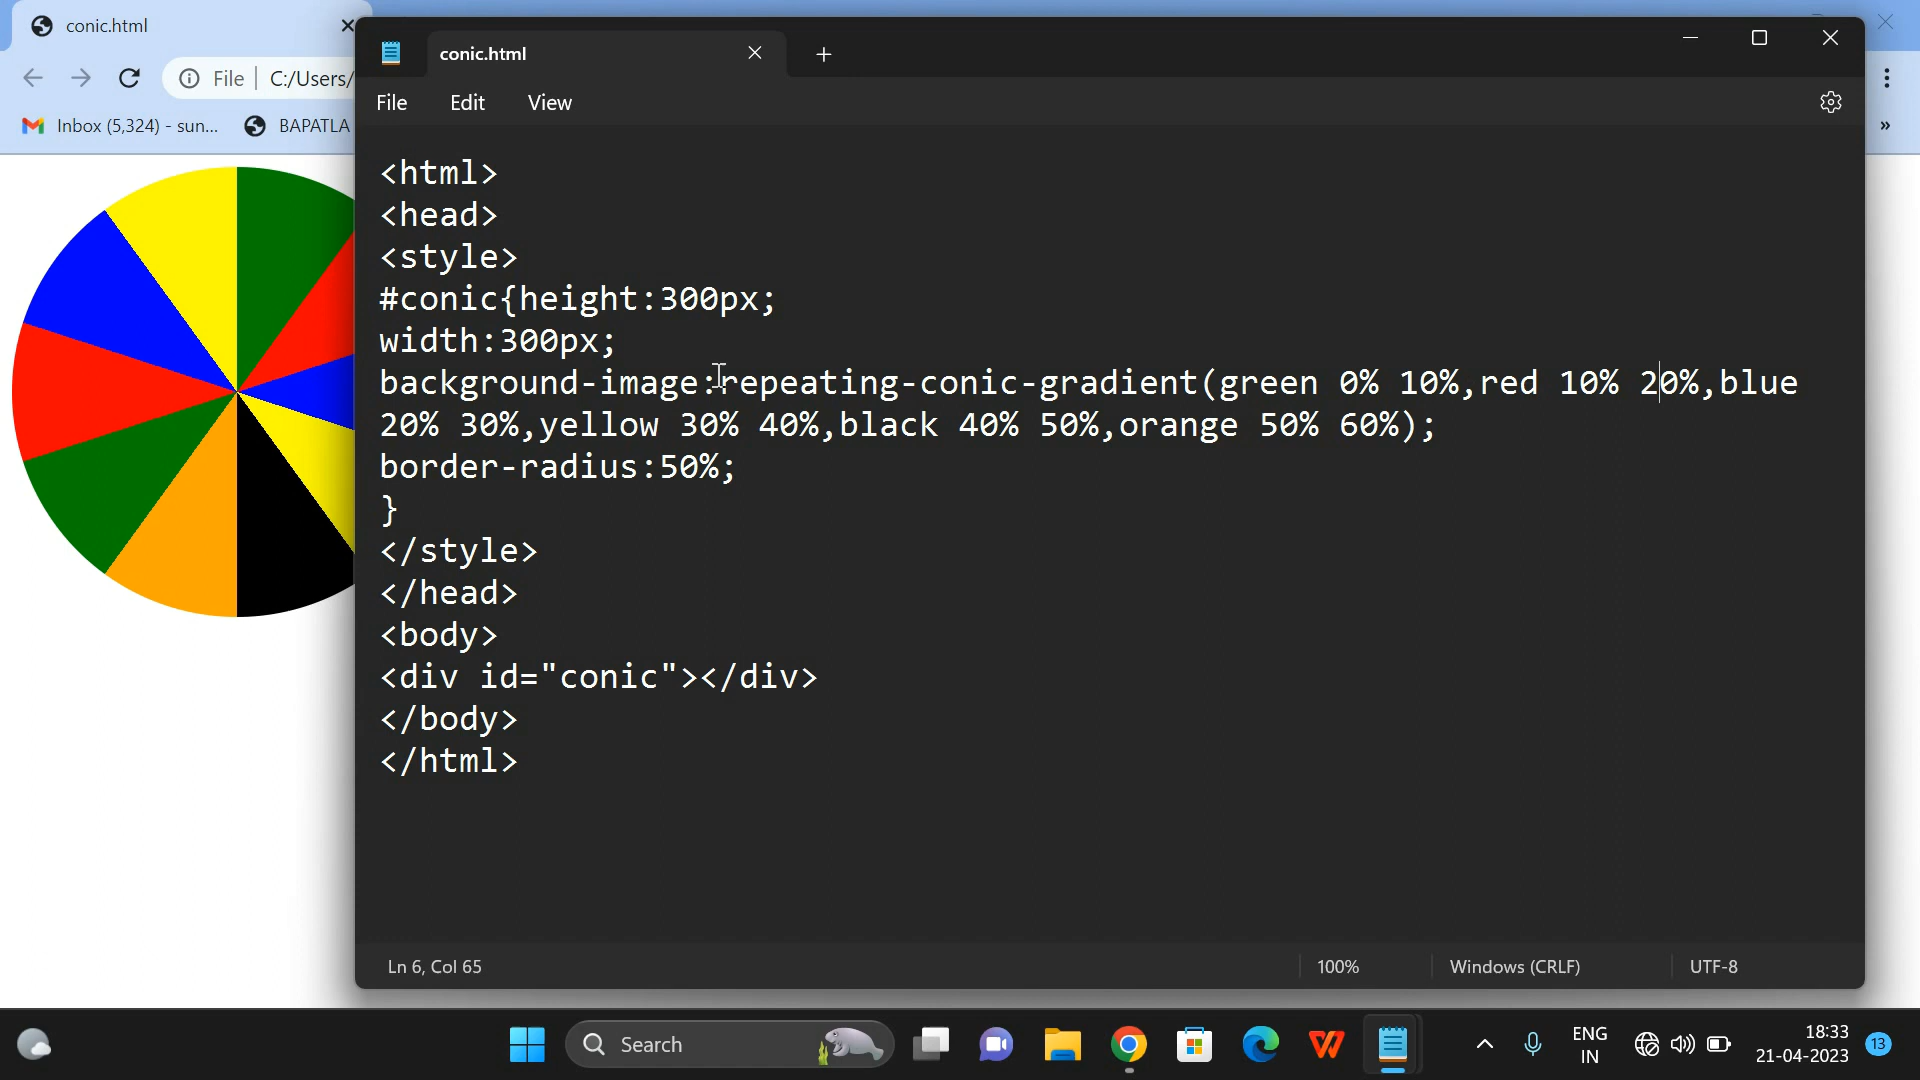 conic.html
conic.html
File C:/Users/
File Edit View
Inbox (5,324) - sun... BAPATLA
<html>
<head>
<style>
#conic{height:300px;
width:300px;
background-image:repeating-conic-gradient(green 0% 10%,red 10% 20%,blue
20% 30%,yellow 30% 40%,black 40% 50%,orange 50% 60%);
border-radius:50%;
}
</style>
</head>
<body>
<div id="conic"></div>
</body>
</html>
Ln 6, Col 65 100% Windows (CRLF) UTF-8
Search
ENG
IN
18:33
21-04-2023
13